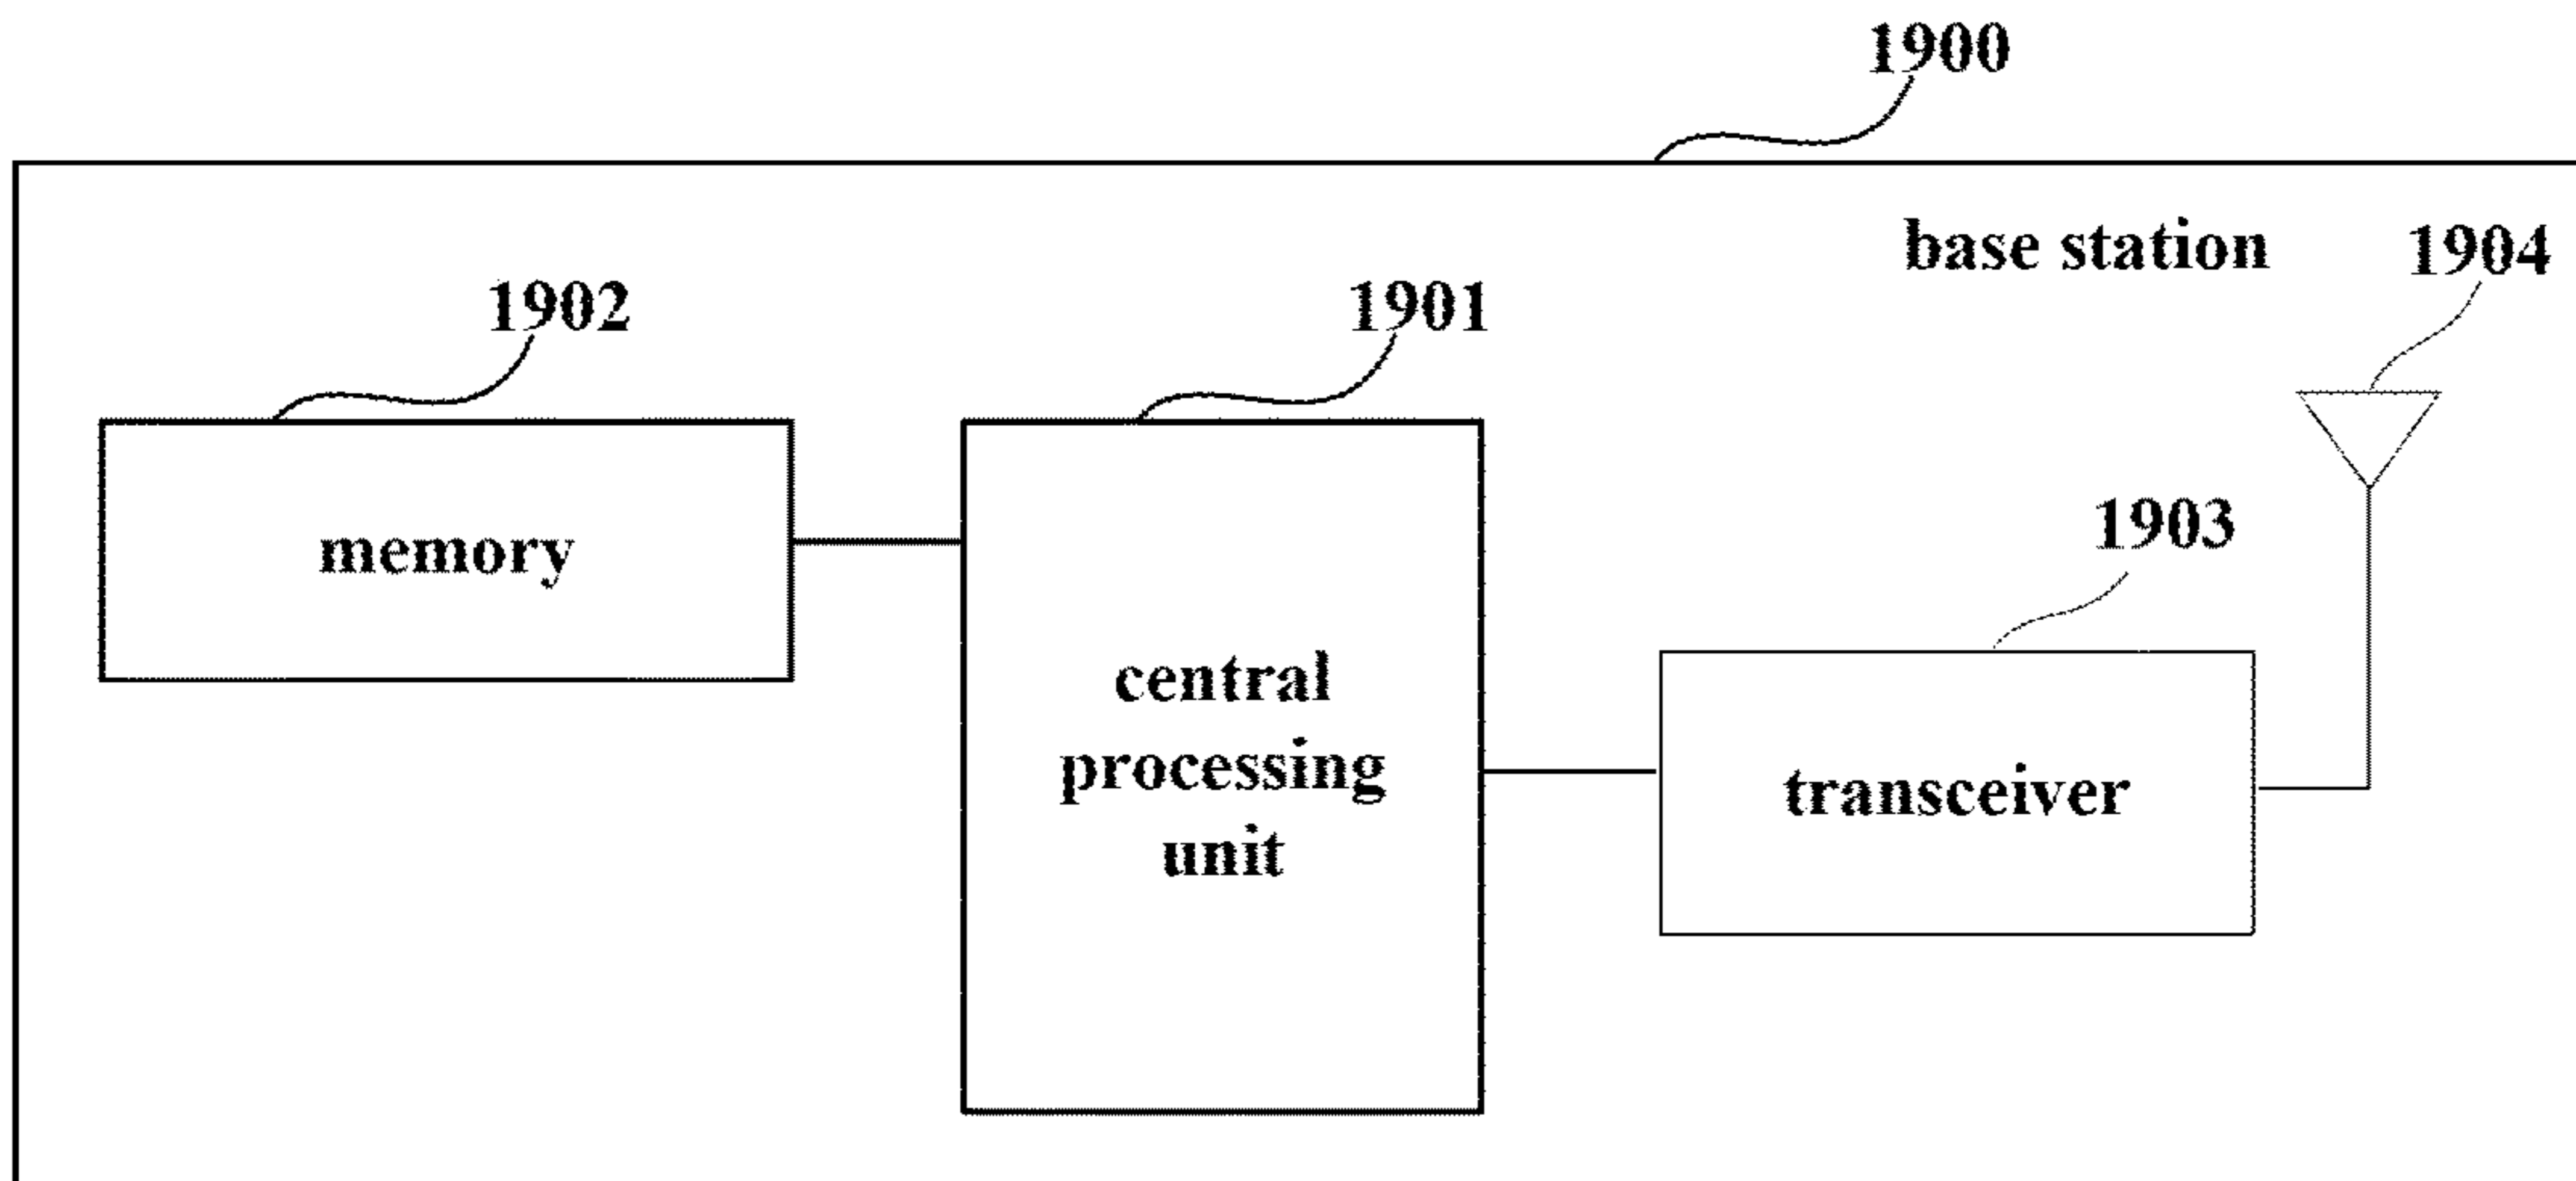 1900
base station
1904
1902
1901
1903
memory
central
processing
unit
transceiver